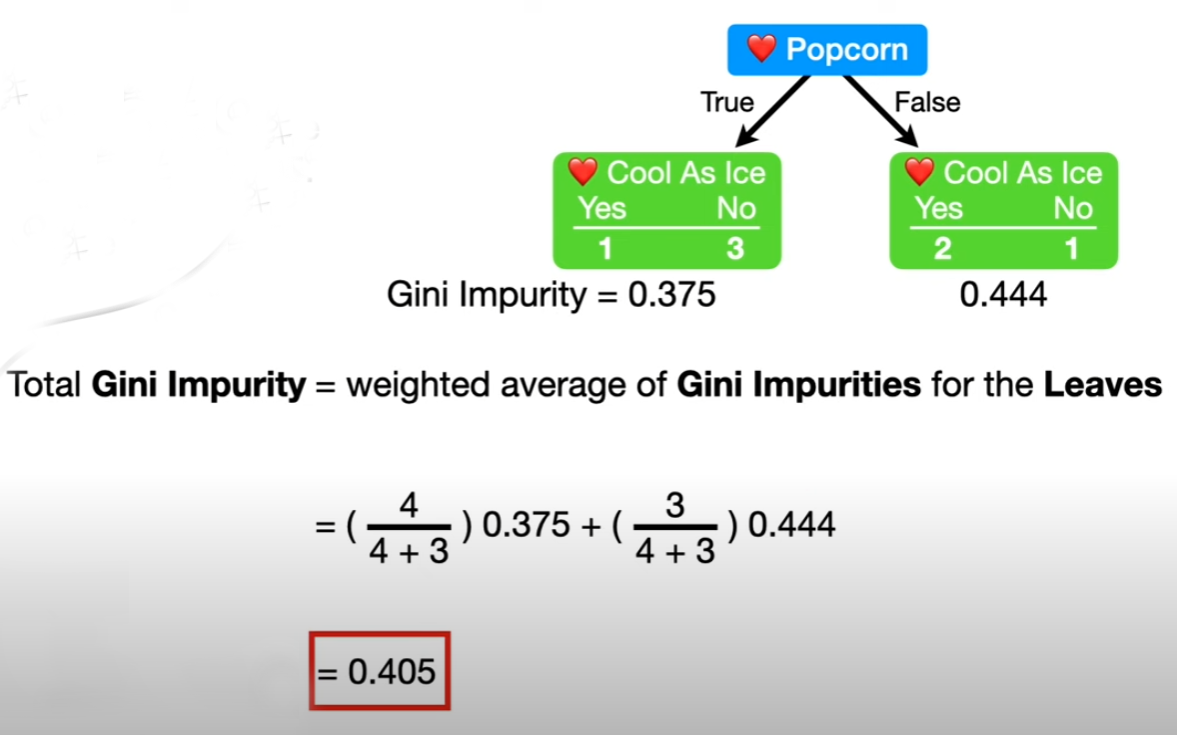 ❤️ Popcorn
True
False
❤️ Cool As Ice
Yes No
1 3
❤️ Cool As Ice
Yes No
2 1
Gini Impurity = 0.375
0.444
Total Gini Impurity = weighted average of Gini Impurities for the Leaves
= ( 4 / 4 + 3 ) 0.375 + ( 3 / 4 + 3 ) 0.444
= 0.405